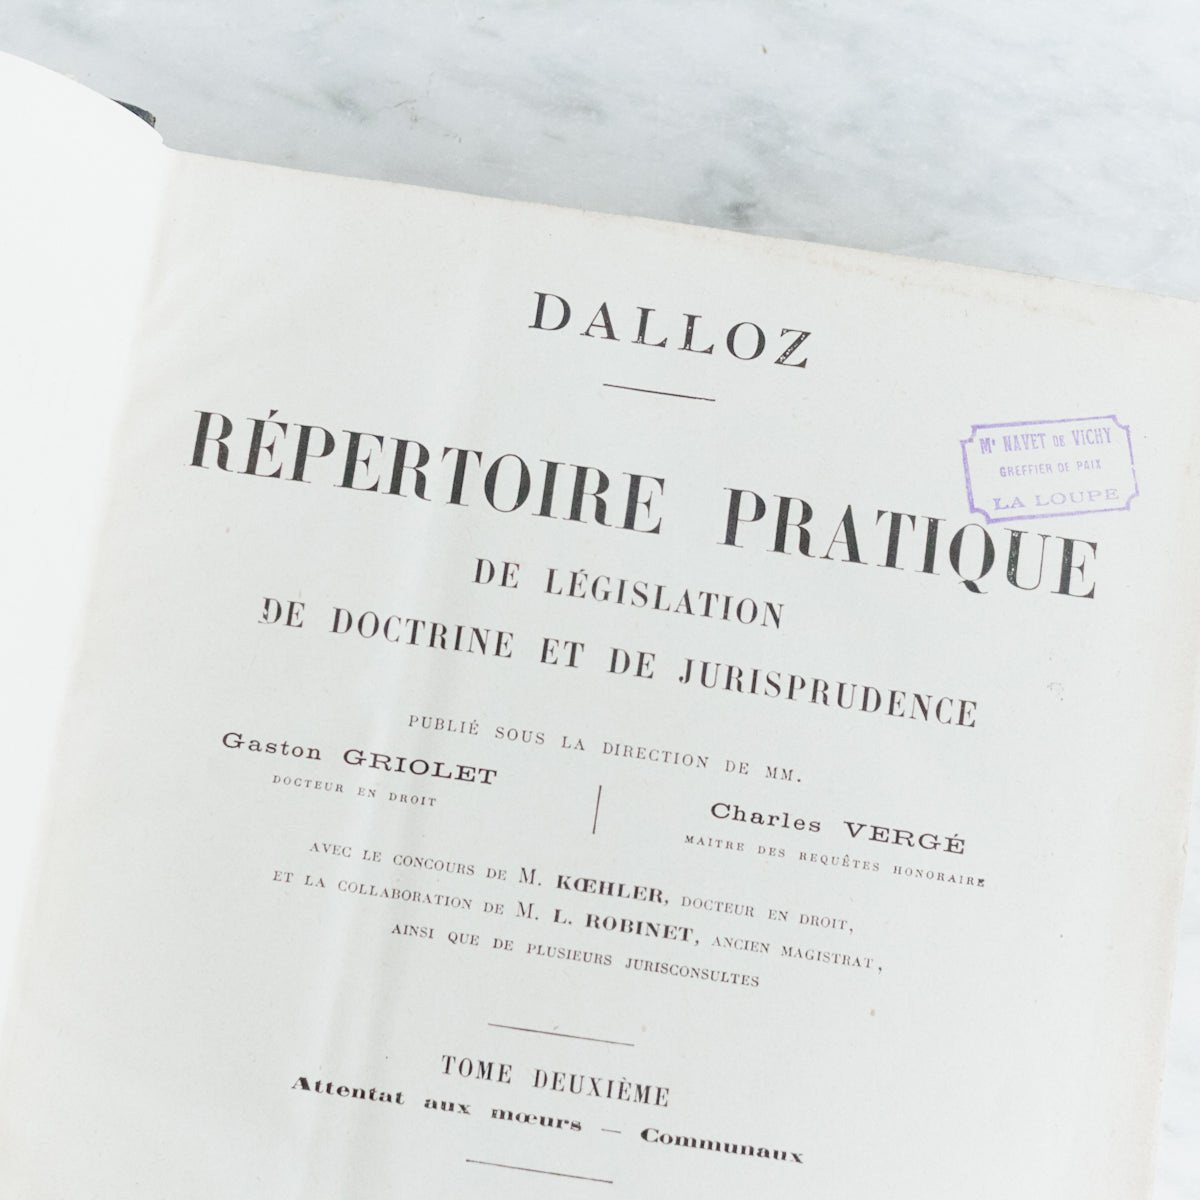 DALLOZ
RÉPERTOIRE PRATIQUE
DE LÉGISLATION
DE DOCTRINE ET DE JURISPRUDENCE
PUBLIÉ SOUS LA DIRECTION DE MM.
Gaston GRIOLET
DOCTEUR EN DROIT
Charles VERGÉ
MAITRE DES REQUÊTES HONORAIRE
AVEC LE CONCOURS DE M. KŒHLER, DOCTEUR EN DROIT,
ET LA COLLABORATION DE M. L. ROBINET, ANCIEN MAGISTRAT,
AINSI QUE DE PLUSIEURS JURISCONSULTES
TOME DEUXIÈME
Attentat aux mœurs — Communaux
Me NAVET DE VICHY
GREFFIER DE PAIX
LA LOUPE